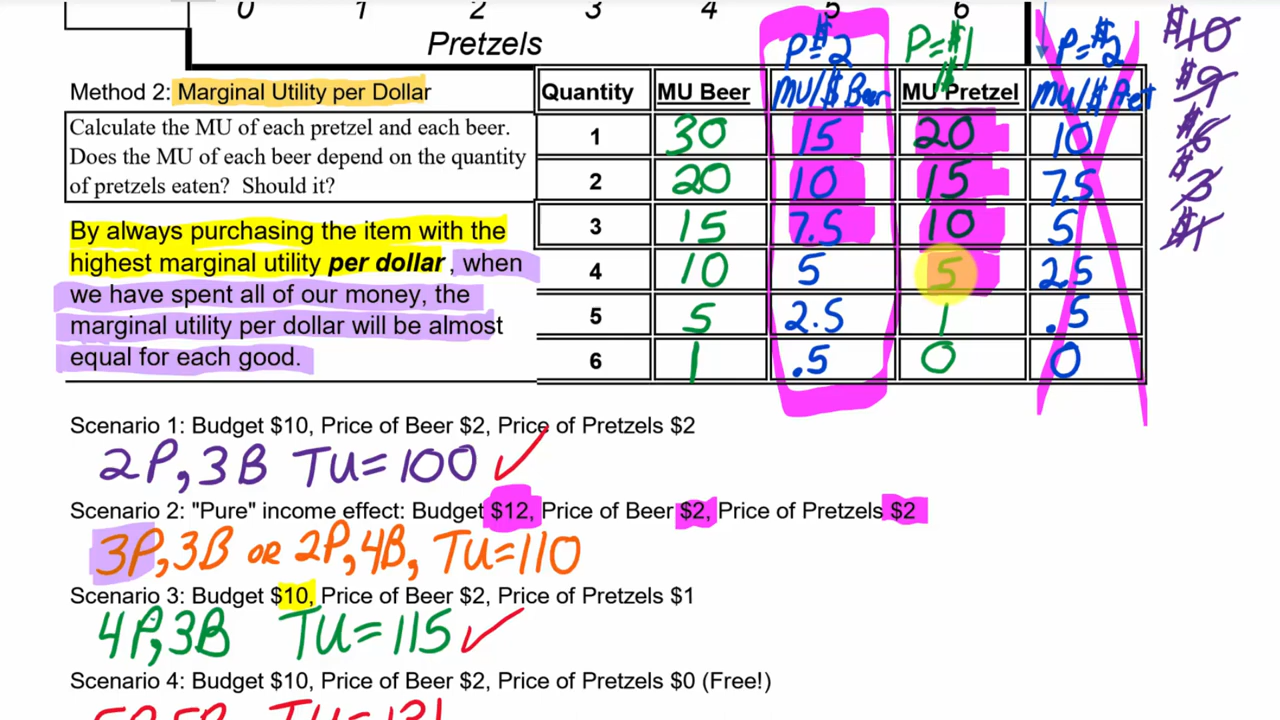 0 1 2 3 4 5 6
Pretzels
P=$2 P=$1 P=$2
Method 2: Marginal Utility per Dollar
Calculate the MU of each pretzel and each beer.
Does the MU of each beer depend on the quantity
of pretzels eaten? Should it?
By always purchasing the item with the
highest marginal utility per dollar, when
we have spent all of our money, the
marginal utility per dollar will be almost
equal for each good.
Quantity MU Beer MU/$ Beer MU Pretzel MU/$ Pret
1 30 15 20 10
2 20 10 15 7.5
3 15 7.5 10 5
4 10 5 5 2.5
5 5 2.5 1 .5
6 1 .5 0 0
$10
$9
$6
$3
$1
Scenario 1: Budget $10, Price of Beer $2, Price of Pretzels $2
2P, 3B TU=100
Scenario 2: "Pure" income effect: Budget $12, Price of Beer $2, Price of Pretzels $2
3P, 3B OR 2P, 4B, TU=110
Scenario 3: Budget $10, Price of Beer $2, Price of Pretzels $1
4P, 3B TU=115
Scenario 4: Budget $10, Price of Beer $2, Price of Pretzels $0 (Free!)
5P, 5B TU=131